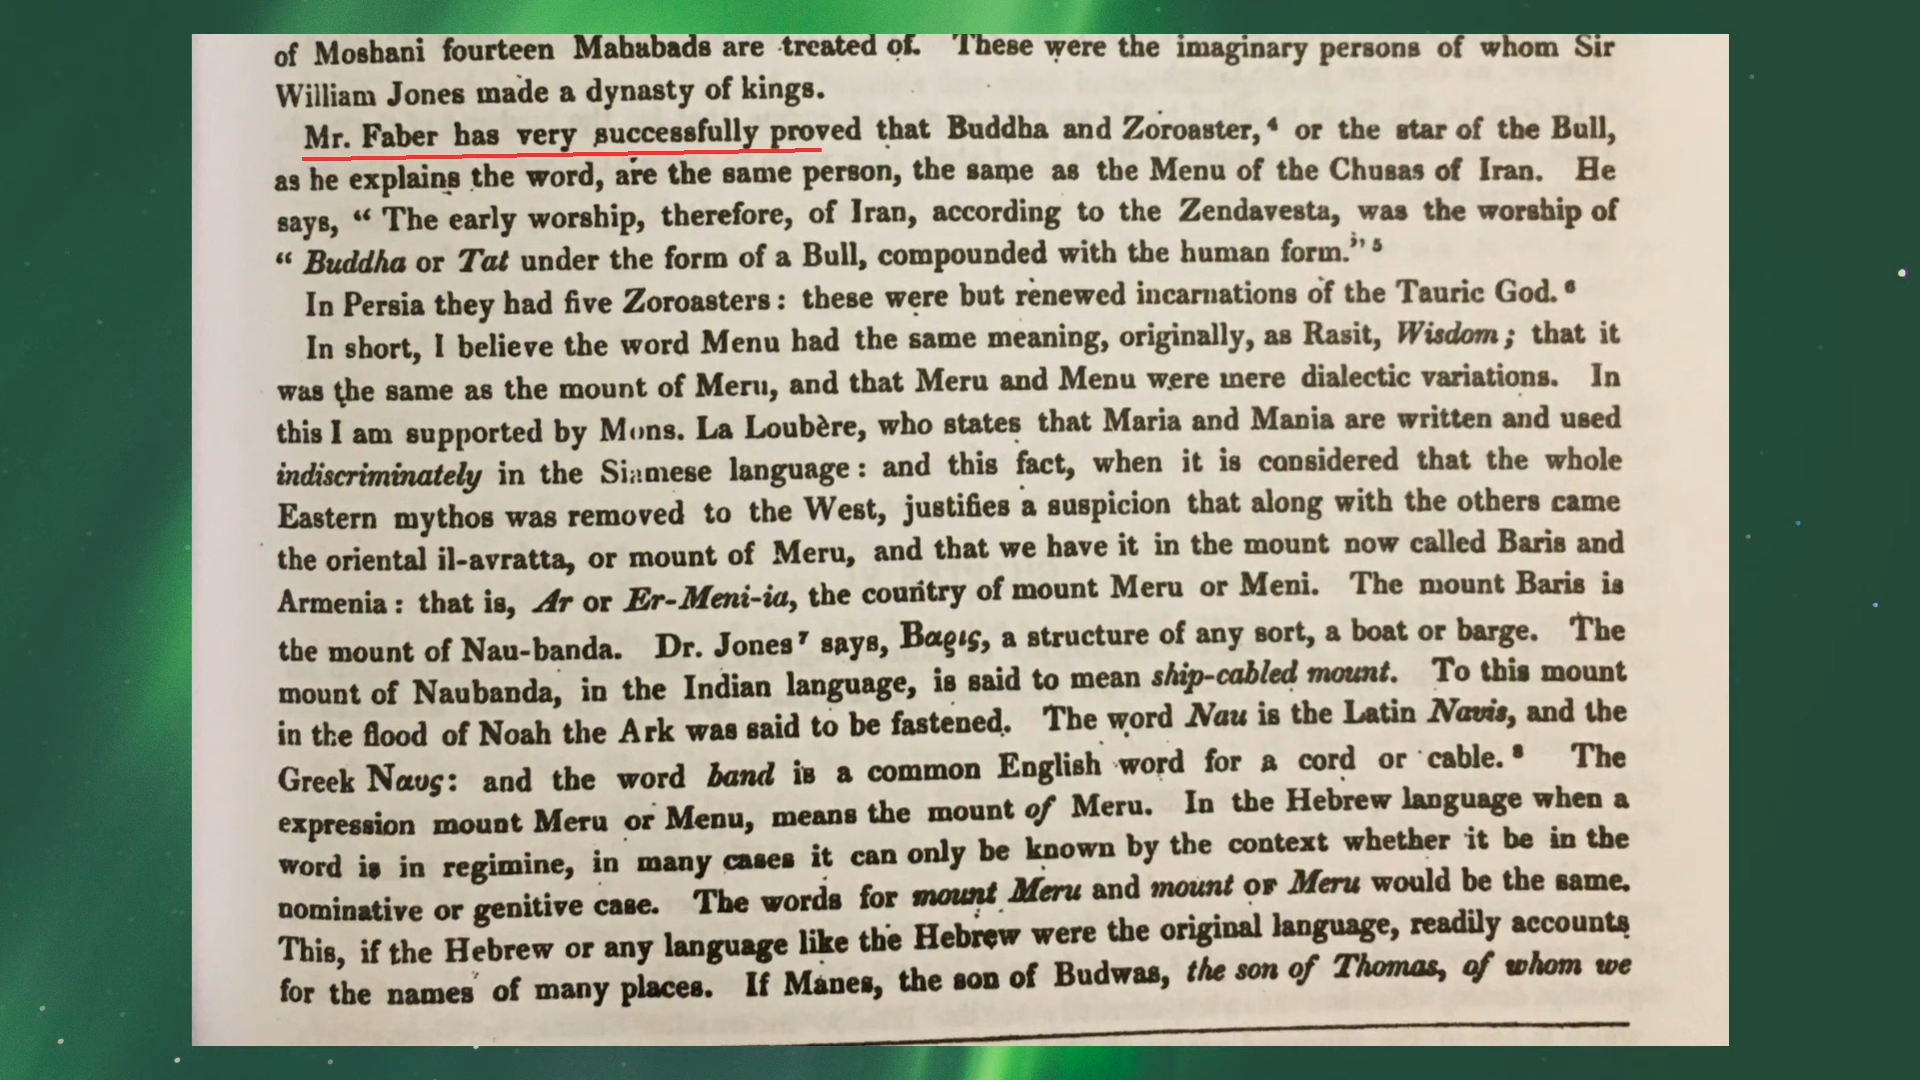 of Moshani fourteen Mahabads are treated of. These were the imaginary persons of whom Sir
William Jones made a dynasty of kings.
Mr. Faber has very successfully proved that Buddha and Zoroaster,⁴ or the star of the Bull,
as he explains the word, are the same person, the same as the Menu of the Chusas of Iran. He
says, “ The early worship, therefore, of Iran, according to the Zendavesta, was the worship of
“ Buddha or Tat under the form of a Bull, compounded with the human form.” ⁵
In Persia they had five Zoroasters : these were but renewed incarnations of the Tauric God. ⁶
In short, I believe the word Menu had the same meaning, originally, as Rasit, Wisdom ; that it
was the same as the mount of Meru, and that Meru and Menu were mere dialectic variations. In
this I am supported by Mons. La Loubère, who states that Maria and Mania are written and used
indiscriminately in the Siamese language : and this fact, when it is considered that the whole
Eastern mythos was removed to the West, justifies a suspicion that along with the others came
the oriental il-avratta, or mount of Meru, and that we have it in the mount now called Baris and
Armenia : that is, Ar or Er-Meni-ia, the country of mount Meru or Meni. The mount Baris is
the mount of Nau-banda. Dr. Jones⁷ says, Βαρις, a structure of any sort, a boat or barge. The
mount of Naubanda, in the Indian language, is said to mean ship-cabled mount. To this mount
in the flood of Noah the Ark was said to be fastened. The word Nau is the Latin Navis, and the
Greek Ναυς : and the word band is a common English word for a cord or cable. ⁸ The
expression mount Meru or Menu, means the mount of Meru. In the Hebrew language when a
word is in regimine, in many cases it can only be known by the context whether it be in the
nominative or genitive case. The words for mount Meru and mount OF Meru would be the same.
This, if the Hebrew or any language like the Hebrew were the original language, readily accounts
for the names of many places. If Manes, the son of Budwas, the son of Thomas, of whom we